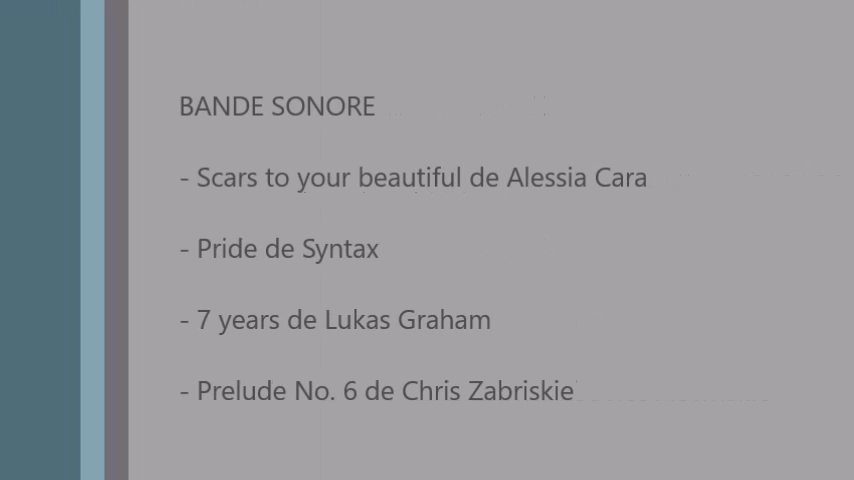 BANDE SONORE
- Scars to your beautiful de Alessia Cara
- Pride de Syntax
- 7 years de Lukas Graham
- Prelude No. 6 de Chris Zabriskie